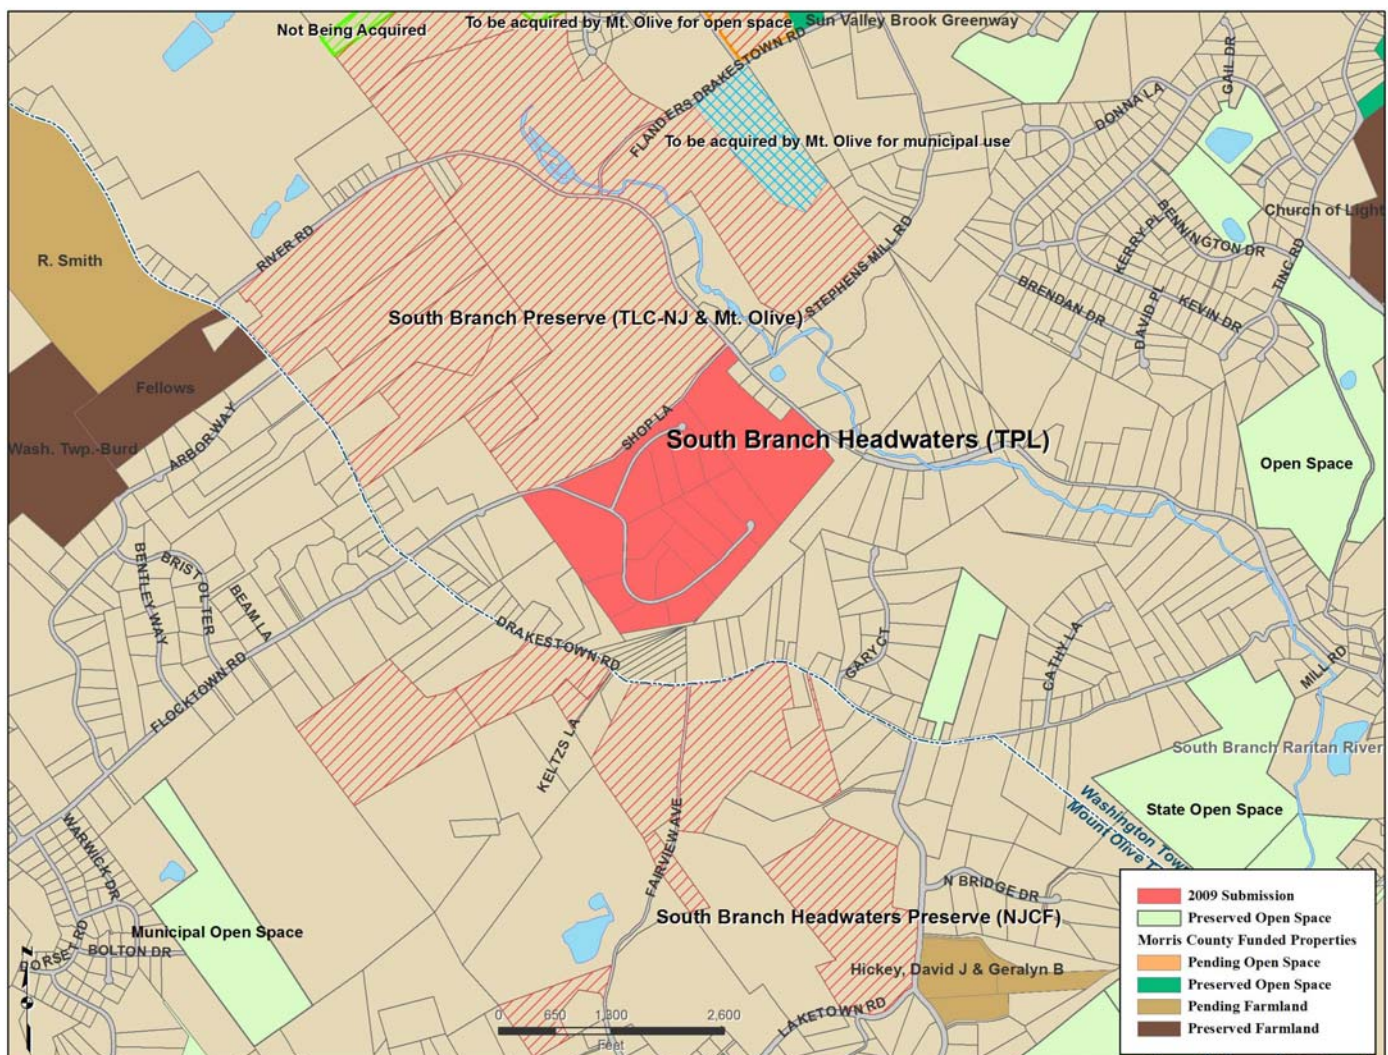 Not Being Acquired
To be acquired by Mt. Olive for open space
Sun Valley Brook Greenway
FLANDERS DRAKESTOWN RD
GAIL DR
DONNA LA
To be acquired by Mt. Olive for municipal use
Church of Light
BENNINGTON DR
KERRY PL
STEPHENS MILL RD
RIVER RD
R. Smith
TINC RD
BRENDAN DR
DAVID PL
KEVIN DR
South Branch Preserve (TLC-NJ & Mt. Olive)
Fellows
SHOP LA
ARBOR WAY
Wash. Twp.-Burd
South Branch Headwaters (TPL)
Open Space
BENTLEY WAY
BRISTOL TER
BEAM LA
DRAKESTOWN RD
GARY CT
CATHY LA
MILL RD
FLOCKTOWN RD
KELTZS LA
South Branch Raritan River
State Open Space
Washington Tow
Mount Olive T
FAIRVIEW AVE
WARWICK DR
N BRIDGE DR
South Branch Headwaters Preserve (NJCF)
Municipal Open Space
DORSET RD
BOLTON DR
Hickey, David J & Geralyn B
LAKETOWN RD
N
0 650 1,300 2,600
Feet
2009 Submission
Preserved Open Space
Morris County Funded Properties
Pending Open Space
Preserved Open Space
Pending Farmland
Preserved Farmland